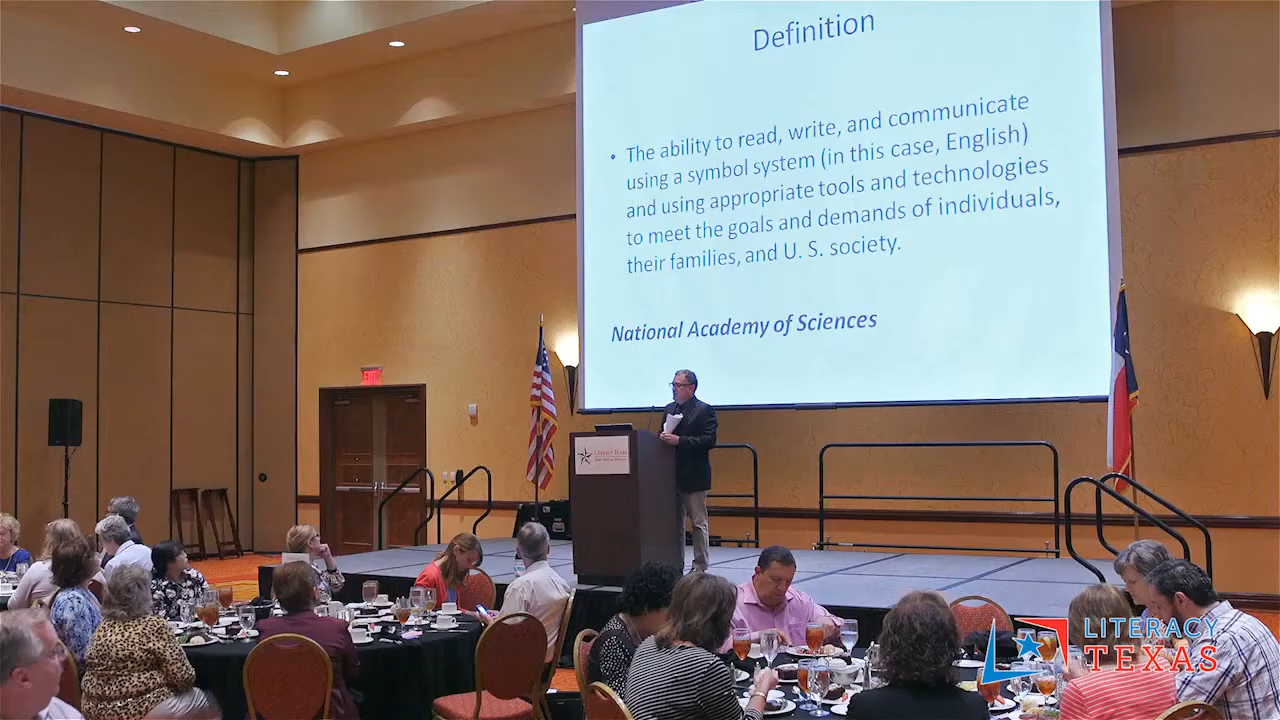 Definition
• The ability to read, write, and communicate
using a symbol system (in this case, English)
and using appropriate tools and technologies
to meet the goals and demands of individuals,
their families, and U. S. society.
National Academy of Sciences
EXIT
LITERACY TEXAS
LITERACY
TEXAS